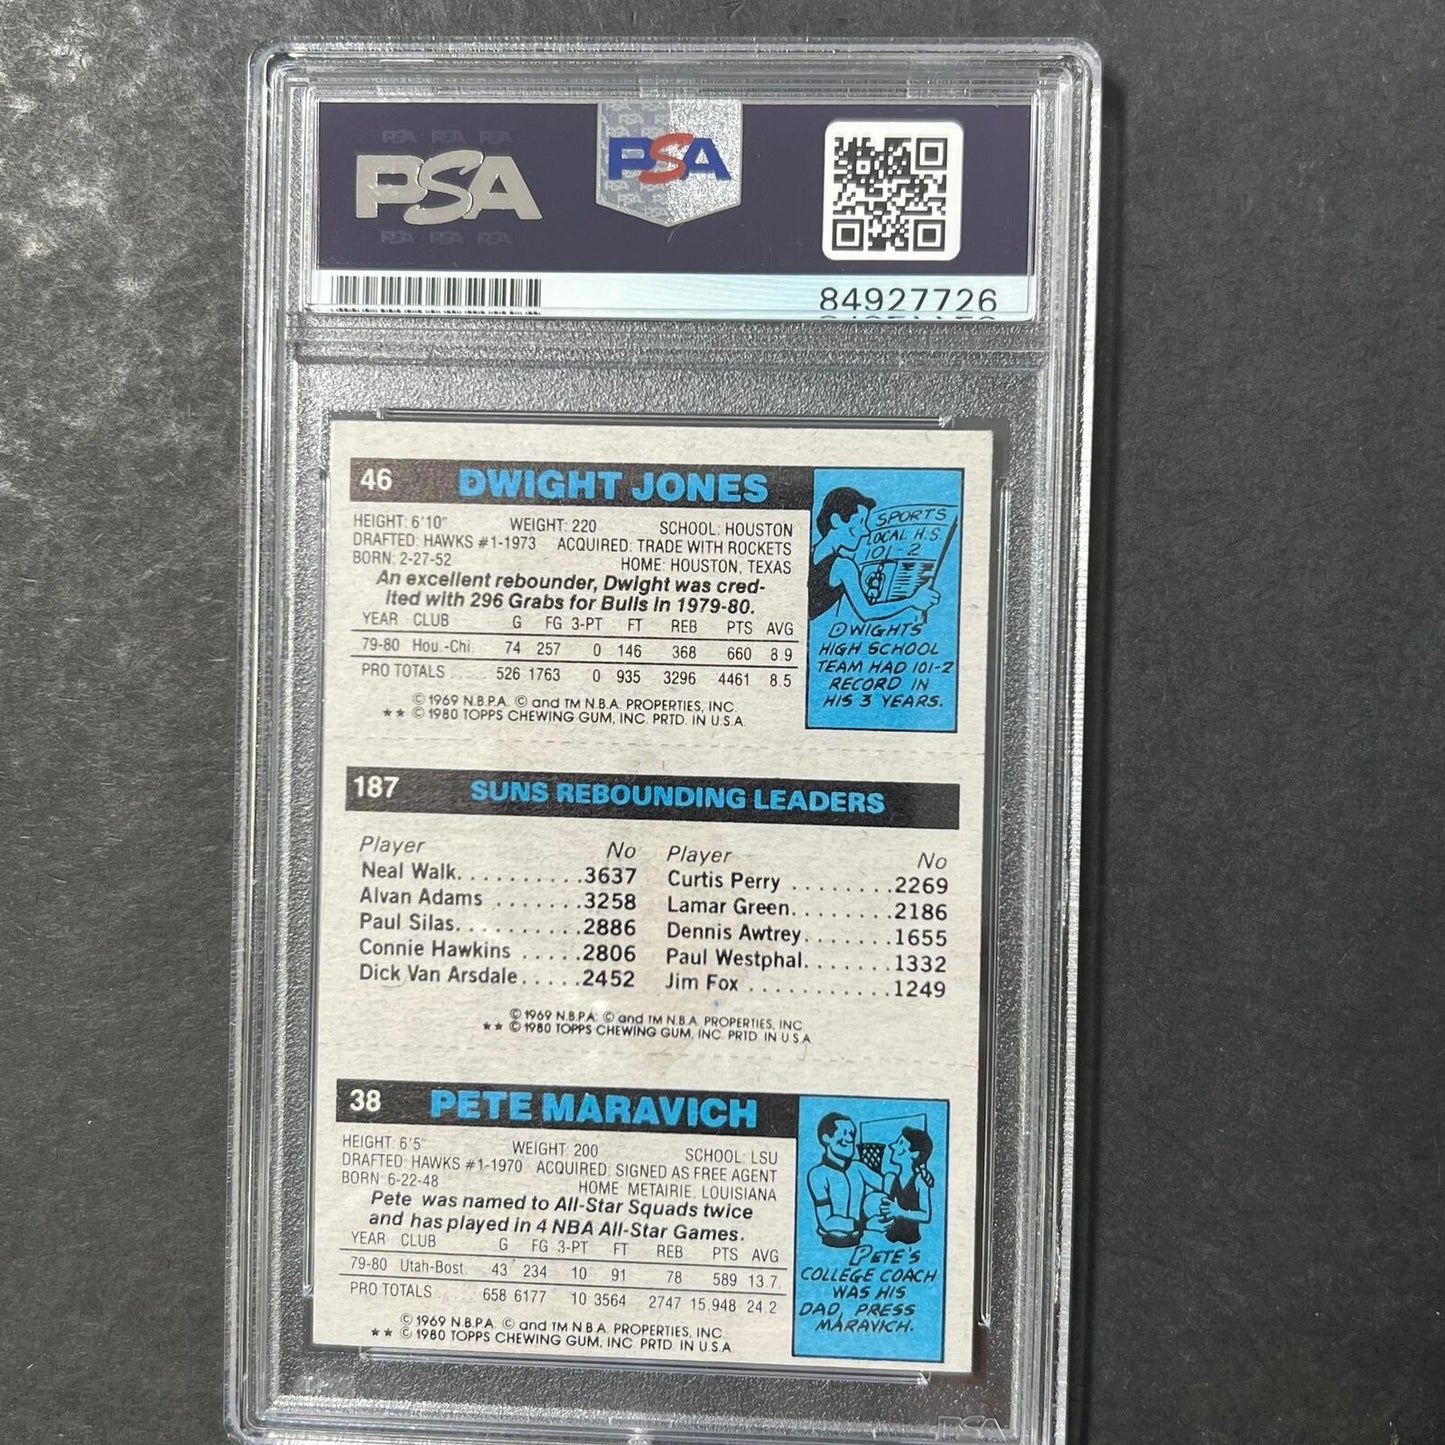 PSA PSA PSA
PSA
PSA PSA PSA
PSA
84927726
46 DWIGHT JONES
HEIGHT: 6'10" WEIGHT: 220 SCHOOL: HOUSTON
DRAFTED: HAWKS #1-1973 ACQUIRED: TRADE WITH ROCKETS
BORN: 2-27-52 HOME: HOUSTON, TEXAS
An excellent rebounder, Dwight was cred-
ited with 296 Grabs for Bulls in 1979-80.
YEAR CLUB G FG 3-PT FT REB PTS AVG
79-80 Hou.-Chi. 74 257 0 146 368 660 8.9
PRO TOTALS ..... 526 1763 0 935 3296 4461 8.5
© 1969 N.B.P.A. © and TM N.B.A. PROPERTIES, INC.
★★ © 1980 TOPPS CHEWING GUM, INC. PRTD. IN U.S.A.
SPORTS
LOCAL H.S.
101-2
DWIGHT'S
HIGH SCHOOL
TEAM HAD 101-2
RECORD IN
HIS 3 YEARS.
187 SUNS REBOUNDING LEADERS
Player No Player No
Neal Walk..........3637 Curtis Perry ........2269
Alvan Adams .......3258 Lamar Green........2186
Paul Silas..........2886 Dennis Awtrey.......1655
Connie Hawkins .....2806 Paul Westphal.......1332
Dick Van Arsdale.....2452 Jim Fox ...........1249
© 1969 N.B.P.A. © and TM N.B.A. PROPERTIES, INC.
★★ © 1980 TOPPS CHEWING GUM, INC. PRTD. IN U.S.A.
38 PETE MARAVICH
HEIGHT: 6'5" WEIGHT: 200 SCHOOL: LSU
DRAFTED: HAWKS #1-1970 ACQUIRED: SIGNED AS FREE AGENT
BORN: 6-22-48 HOME: METAIRIE, LOUISIANA
Pete was named to All-Star Squads twice
and has played in 4 NBA All-Star Games.
YEAR CLUB G FG 3-PT FT REB PTS AVG
79-80 Utah-Bost. 43 234 10 91 78 589 13.7
PRO TOTALS ..... 658 6177 10 3564 2747 15,948 24.2
© 1969 N.B.P.A. © and TM N.B.A. PROPERTIES, INC.
★★ © 1980 TOPPS CHEWING GUM, INC. PRTD. IN U.S.A.
PETE'S
COLLEGE COACH
WAS HIS
DAD, PRESS
MARAVICH.
PSA